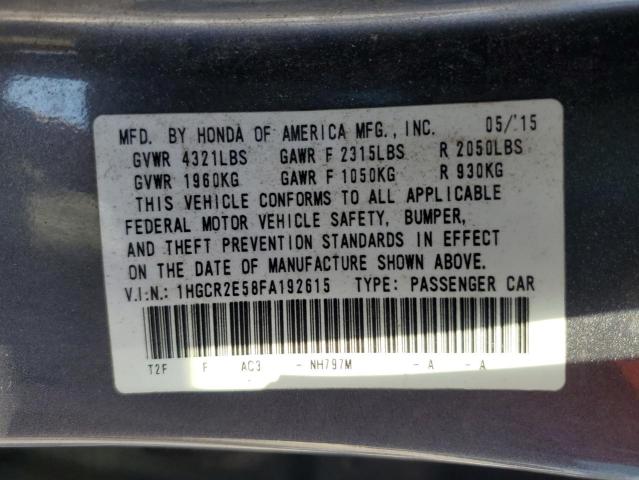 MFD. BY HONDA OF AMERICA MFG., INC. 05/'15
GVWR 4321LBS GAWR F 2315LBS R 2050LBS
GVWR 1960KG GAWR F 1050KG R 930KG
THIS VEHICLE CONFORMS TO ALL APPLICABLE
FEDERAL MOTOR VEHICLE SAFETY, BUMPER,
AND THEFT PREVENTION STANDARDS IN EFFECT
ON THE DATE OF MANUFACTURE SHOWN ABOVE.
V.I.N.: 1HGCR2E58FA192615 TYPE: PASSENGER CAR
T2F F AC3 - NH797M - A - A